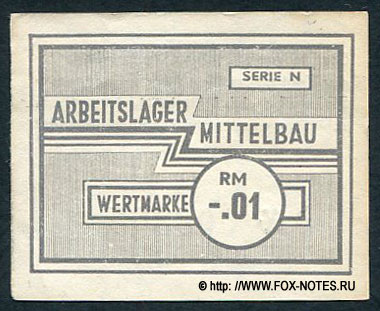 SERIE N
ARBEITSLAGER
MITTELBAU
RM
WERTMARKE -.01
© http: //www.FOX-NOTES.RU